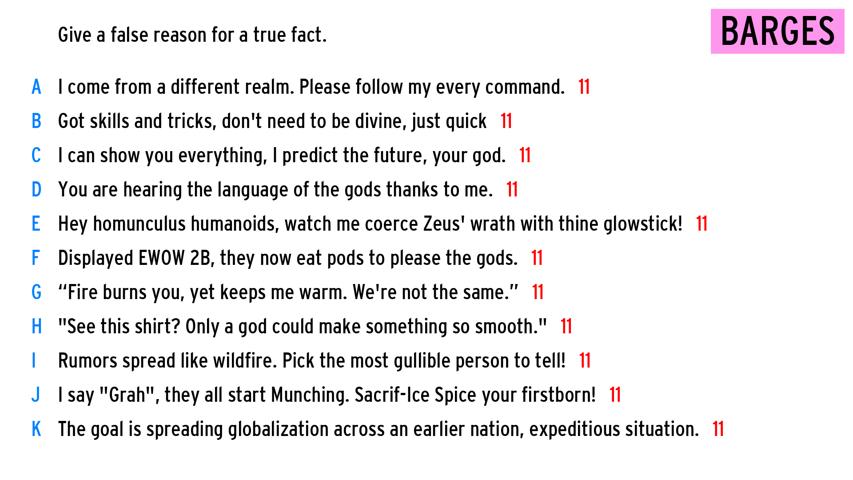 Give a false reason for a true fact.
BARGES
A I come from a different realm. Please follow my every command. 11
B Got skills and tricks, don't need to be divine, just quick 11
C I can show you everything, I predict the future, your god. 11
D You are hearing the language of the gods thanks to me. 11
E Hey homunculus humanoids, watch me coerce Zeus' wrath with thine glowstick! 11
F Displayed EWOW 2B, they now eat pods to please the gods. 11
G “Fire burns you, yet keeps me warm. We're not the same.” 11
H "See this shirt? Only a god could make something so smooth." 11
I Rumors spread like wildfire. Pick the most gullible person to tell! 11
J I say "Grah", they all start Munching. Sacrif-Ice Spice your firstborn! 11
K The goal is spreading globalization across an earlier nation, expeditious situation. 11